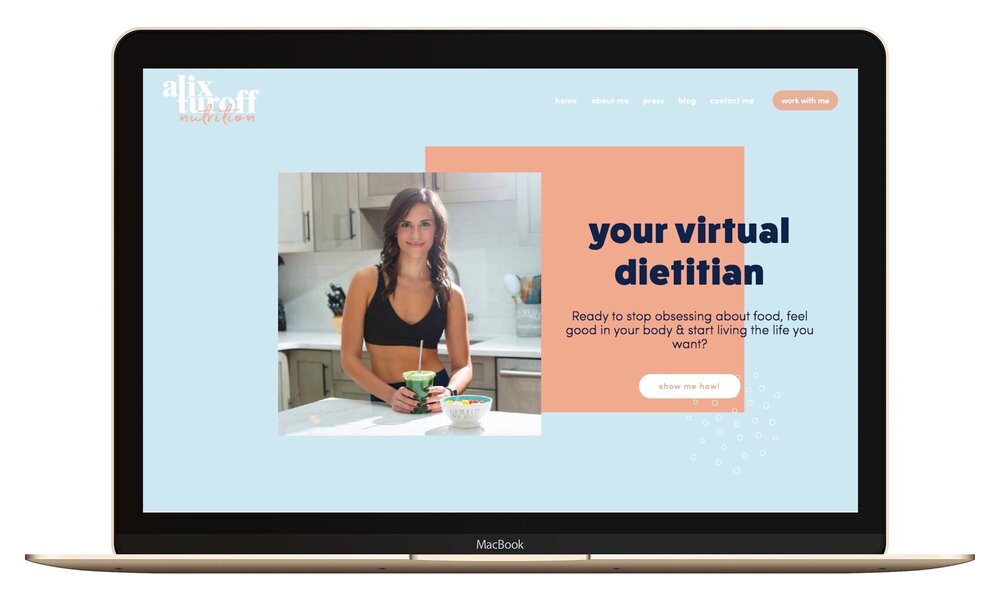 alix
turoff
nutrition
home about me press blog contact me work with me
your virtual
dietitian
Ready to stop obsessing about food, feel
good in your body & start living the life you
want?
show me how!
UTENSILS
MacBook